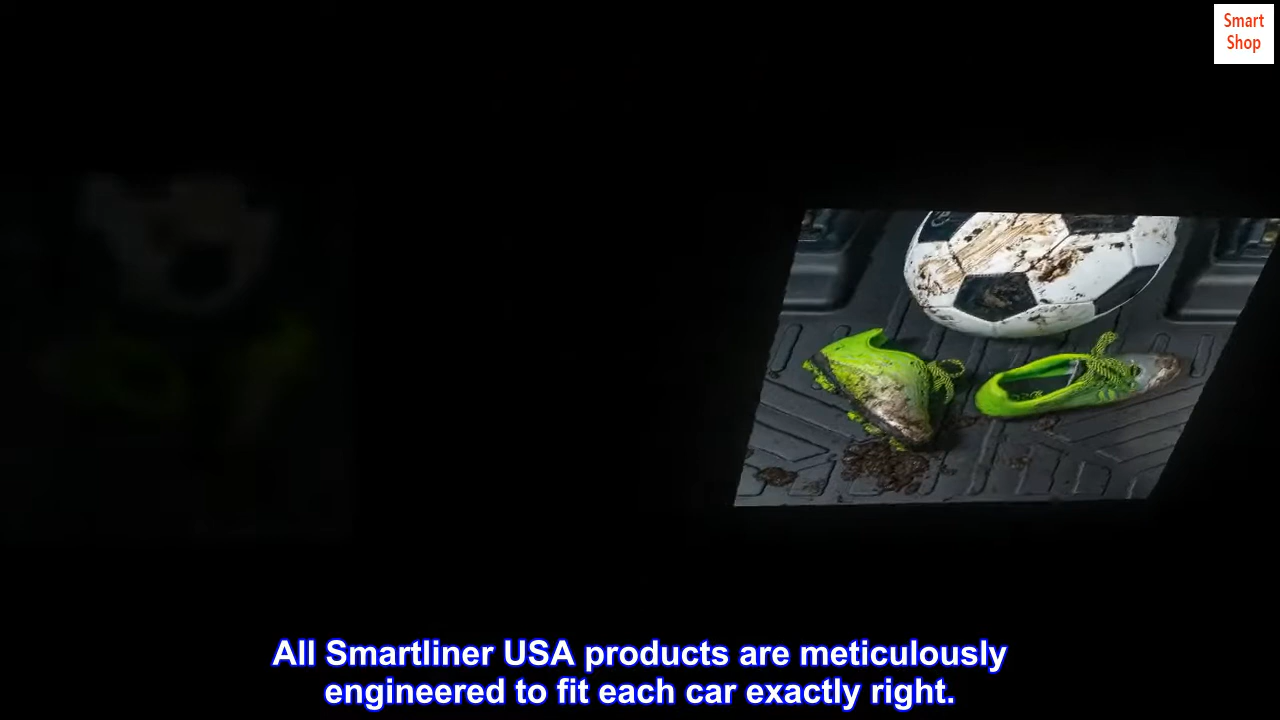 Smart
Shop
All Smartliner USA products are meticulously
engineered to fit each car exactly right.